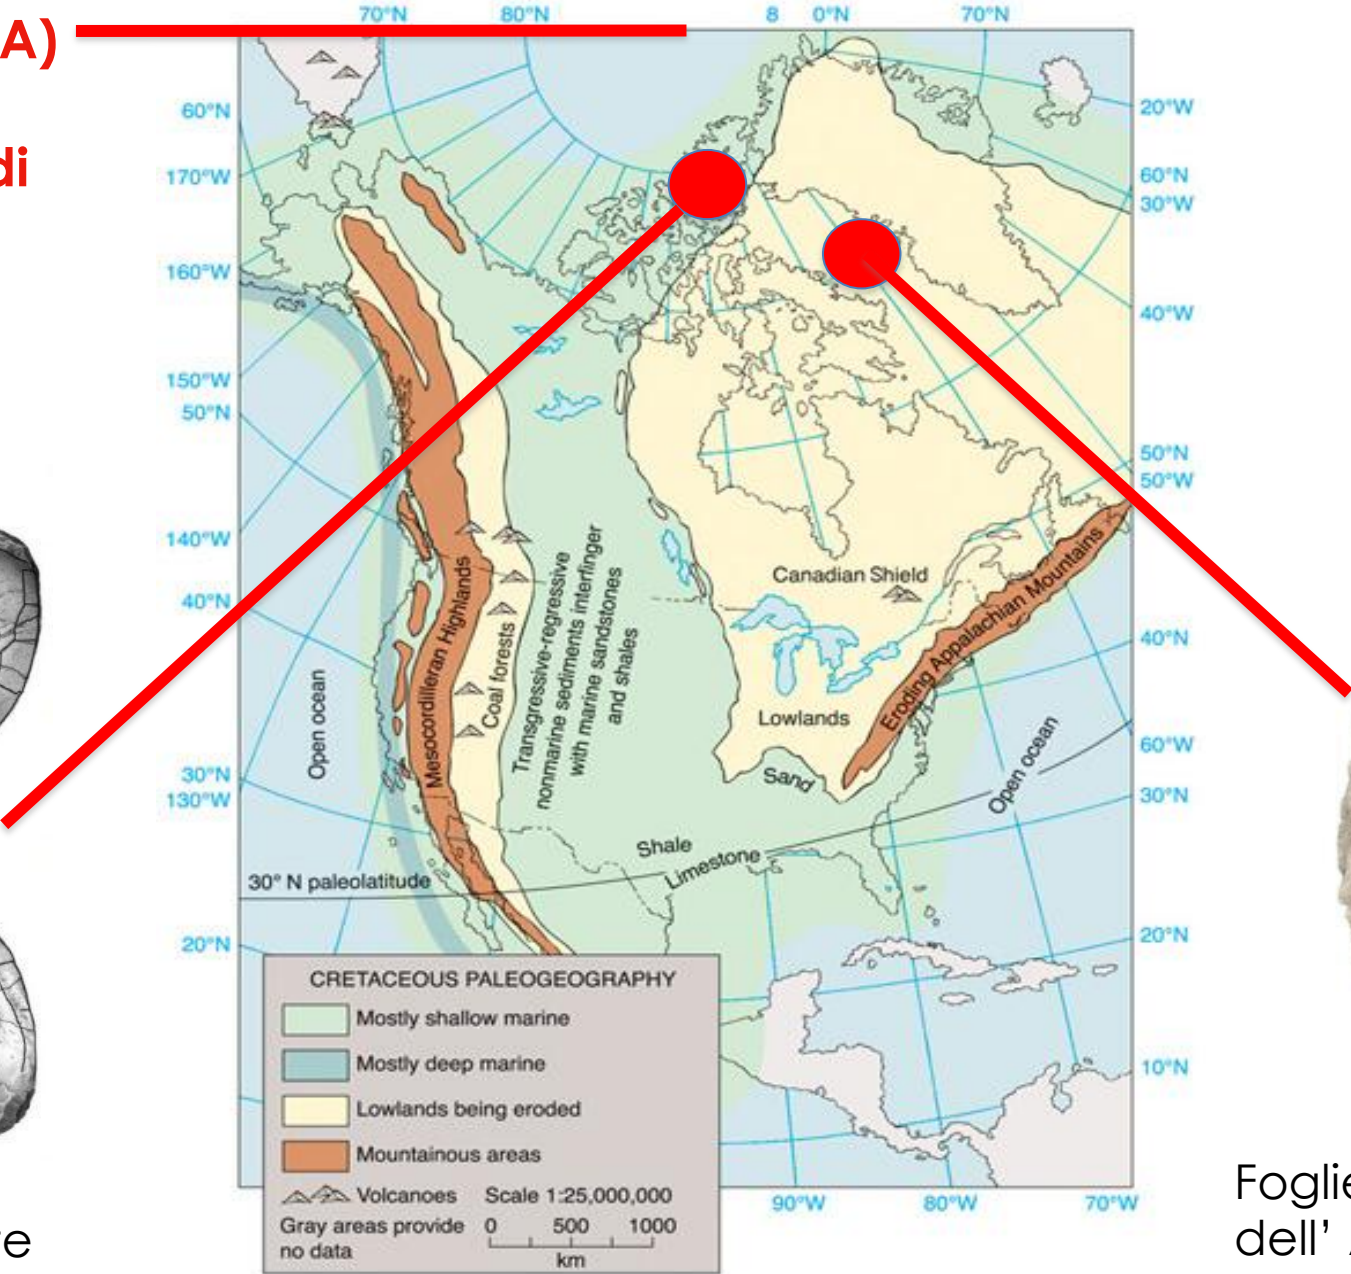 A)
di
70°N 80°N 8 0°N 70°N
60°N
170°W
160°W
150°W
50°N
140°W
40°N
30°N
130°W
20°N
20°W
60°N
30°W
40°W
50°N
50°W
40°N
60°W
30°N
20°N
10°N
90°W 80°W 70°W
Open ocean
Mesocordilleran Highlands
Coal forests
Transgressive-regressive
nonmarine sediments interfinger
with marine sandstones
and shales
Canadian Shield
Eroding Appalachian Mountains
Lowlands
Sand
Open ocean
Shale
Limestone
30° N paleolatitude
CRETACEOUS PALEOGEOGRAPHY
Mostly shallow marine
Mostly deep marine
Lowlands being eroded
Mountainous areas
Volcanoes Scale 1:25,000,000
Gray areas provide
no data
0 500 1000
km
e
Foglie
dell’